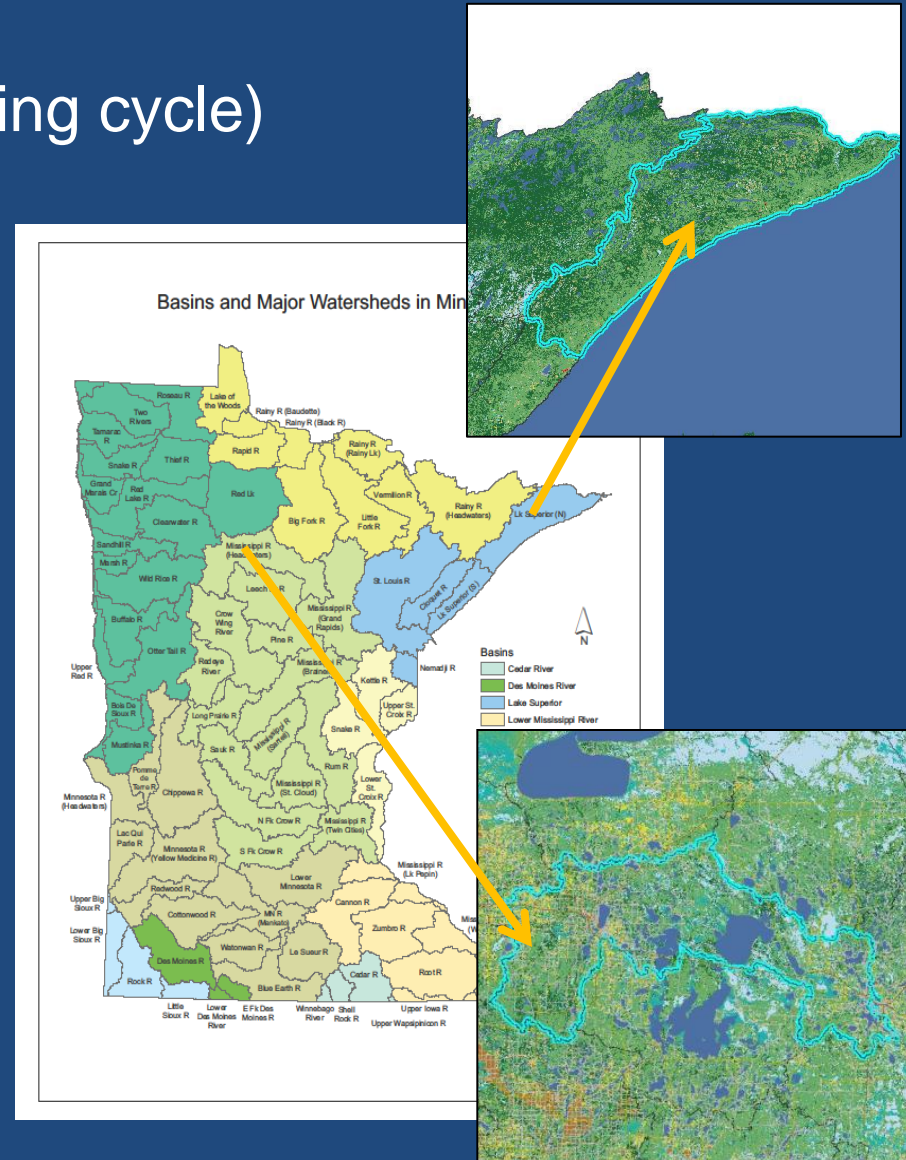 ing cycle)
Basins and Major Watersheds in Min
Roseau R
Lake of
the Woods
Two
Rivers
Rainy R (Baudette)
Rainy R (Black R)
Tamarac
R
Rapid R
Rainy R
(Rainy Lk)
Snake R
Thief R
Grand
Marais Cr
Red
Lake R
Red Lk
Vermilion R
Rainy R
(Headwaters)
Lk Superior (N)
Clearwater R
Big Fork R
Little
Fork R
Sandhill R
Mississippi R
(Headwaters)
Marsh R
Wild Rice R
Leech R
St. Louis R
Cloquet R
Lk Superior (S)
Mississippi R
(Grand
Rapids)
Crow
Wing
River
Buffalo R
Pine R
N
Otter Tail R
Redeye
River
Mississippi R
(Brainerd
Nemadji R
Basins
Upper
Red R
Kettle R
Cedar River
Des Moines River
Bois De
Sioux R
Long Prairie R
Mississippi R
(Sartell)
Upper St.
Croix R
Lake Superior
Snake R
Lower Mississippi River
Mustinka R
Sauk R
Pomme
de
Terre R
Chippewa R
Rum R
Lower
St.
Croix R
Minnesota R
(Headwaters)
Mississippi R
(St. Cloud)
N Fk Crow R
Mississippi R
(Twin Cities)
Lac Qui
Parle R
Minnesota R
(Yellow Medicine R)
S Fk Crow R
Mississippi R
(Lk Pepin)
Redwood R
Lower
Minnesota R
Upper Big
Sioux R
Cannon R
Cottonwood R
MN R
(Mankato)
Lower Big
Sioux R
Zumbro R
Miss
(W
Watonwan R
Le Sueur R
Des Moines R
Rock R
Cedar R
Root R
Blue Earth R
Little
Sioux R
Lower
Des Moines
River
E Fk Des
Moines R
Winnebago
River
Shell
Rock R
Upper Iowa R
Upper Wapsipinicon R